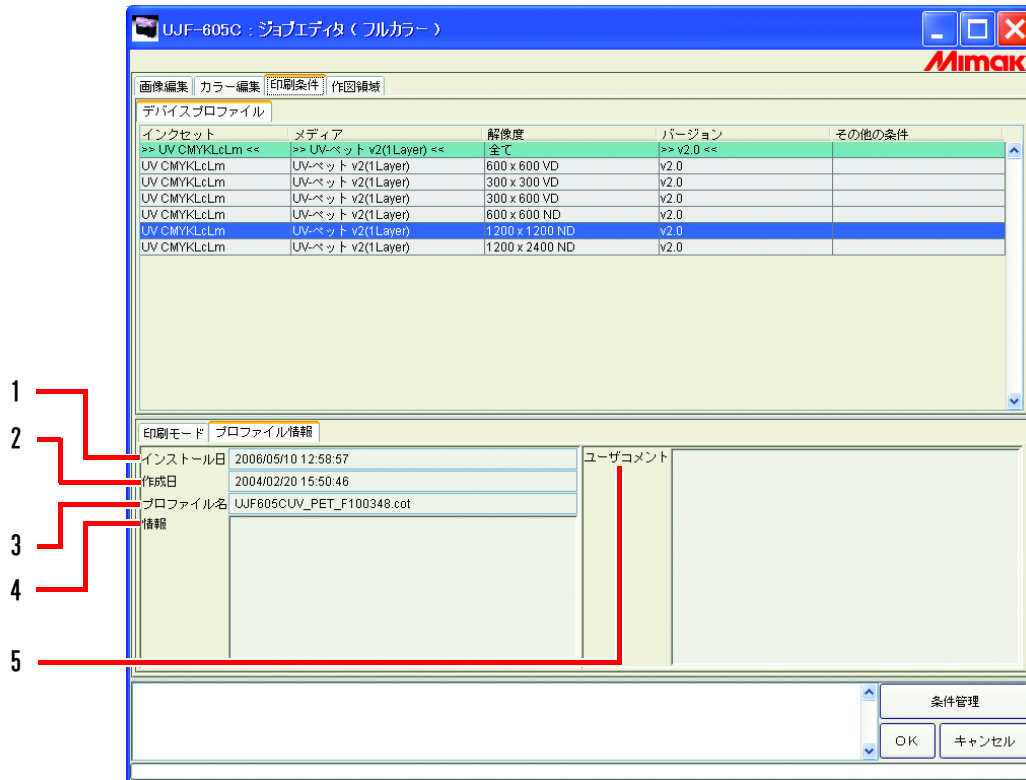 UJF-605C : ジョブエディタ ( フルカラー )
Mimak
画像編集 カラー編集 印刷条件 作図領域
デバイスプロファイル
インクセット メディア 解像度 バージョン その他の条件
>> UV CMYKLcLm << >> UV-ペット v2(1Layer) << 全て >> v2.0 <<
UV CMYKLcLm UV-ペット v2(1Layer) 600 x 600 VD v2.0
UV CMYKLcLm UV-ペット v2(1Layer) 300 x 300 VD v2.0
UV CMYKLcLm UV-ペット v2(1Layer) 300 x 600 VD v2.0
UV CMYKLcLm UV-ペット v2(1Layer) 600 x 600 ND v2.0
UV CMYKLcLm UV-ペット v2(1Layer) 1200 x 1200 ND v2.0
UV CMYKLcLm UV-ペット v2(1Layer) 1200 x 2400 ND v2.0
印刷モード プロファイル情報
1 インストール日 2006/05/10 12:58:57 ユーザコメント
2 作成日 2004/02/20 15:50:46
3 プロファイル名 UJF605CUV_PET_F100348.cot
4 情報
5
条件管理
OK キャンセル